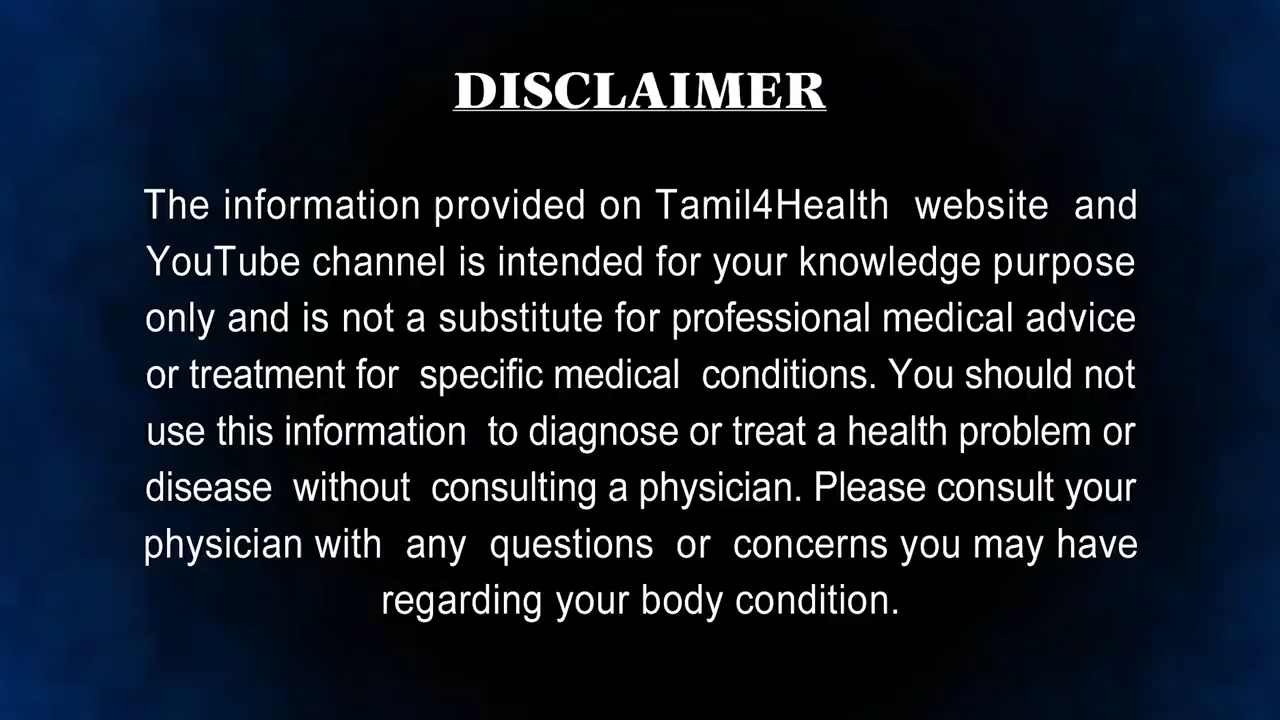 DISCLAIMER
The information provided on Tamil4Health website and
YouTube channel is intended for your knowledge purpose
only and is not a substitute for professional medical advice
or treatment for specific medical conditions. You should not
use this information to diagnose or treat a health problem or
disease without consulting a physician. Please consult your
physician with any questions or concerns you may have
regarding your body condition.